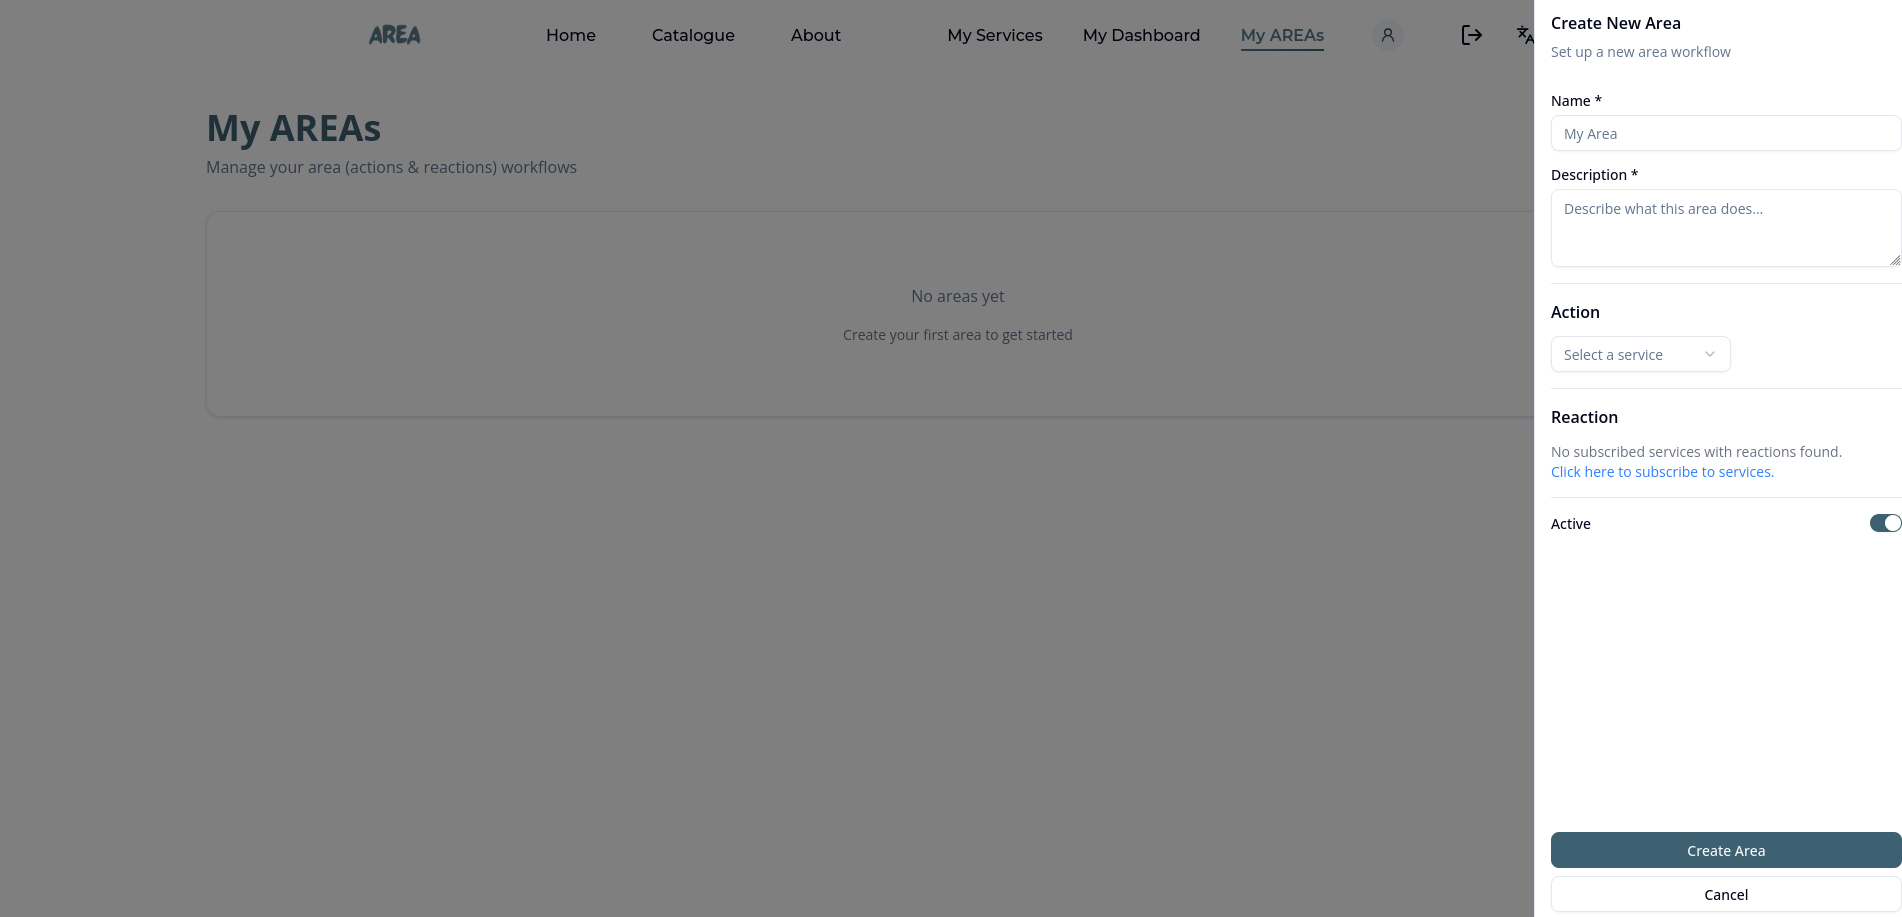 AREA
Home
Catalogue
About
My Services
My Dashboard
My AREAs
My AREAs
Manage your area (actions & reactions) workflows
No areas yet
Create your first area to get started
Create New Area
Set up a new area workflow
Name *
My Area
Description *
Describe what this area does...
Action
Select a service
Reaction
No subscribed services with reactions found.
Click here to subscribe to services.
Active
Create Area
Cancel